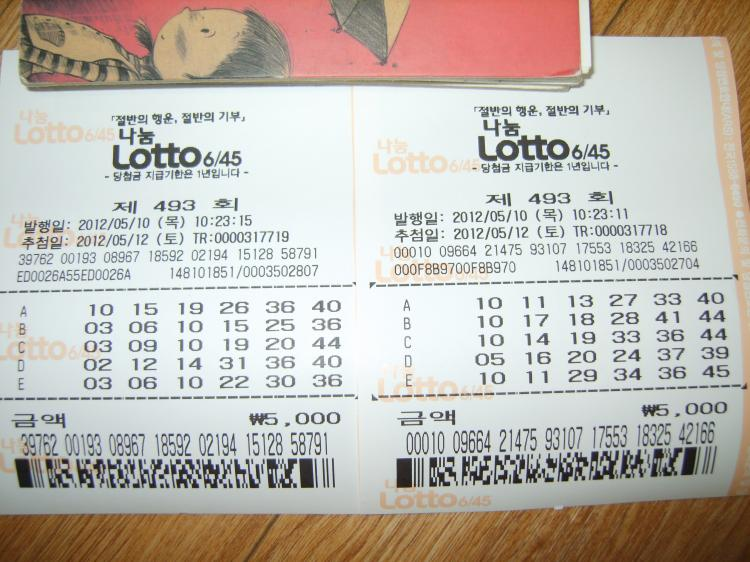 「절반의 행운, 절반의 기부」
나눔
Lotto 6/45
- 당첨금 지급기한은 1년입니다 -
제 493 회
발행일: 2012/05/10 (목) 10:23:15
추첨일: 2012/05/12 (토) TR:0000317719
39762 00193 08967 18592 02194 15128 58791
ED0026A55ED0026A 148101851/0003502807
A 10 15 19 26 36 40
B 03 06 10 15 25 36
C 03 09 10 19 20 44
D 02 12 14 31 36 40
E 03 06 10 22 30 36
금액 ₩5,000
39762 00193 08967 18592 02194 15128 58791
「절반의 행운, 절반의 기부」
나눔
Lotto 6/45
- 당첨금 지급기한은 1년입니다 -
제 493 회
발행일: 2012/05/10 (목) 10:23:11
추첨일: 2012/05/12 (토) TR:0000317718
00010 09664 21475 93107 17553 18325 42166
000F8B9700F8B970 148101851/0003502704
A 10 11 13 27 33 40
B 10 17 18 28 41 44
C 10 14 19 33 36 44
D 05 16 20 24 37 39
E 10 11 29 34 36 45
금액 ₩5,000
00010 09664 21475 93107 17553 18325 42166
나눔
Lotto 6/45